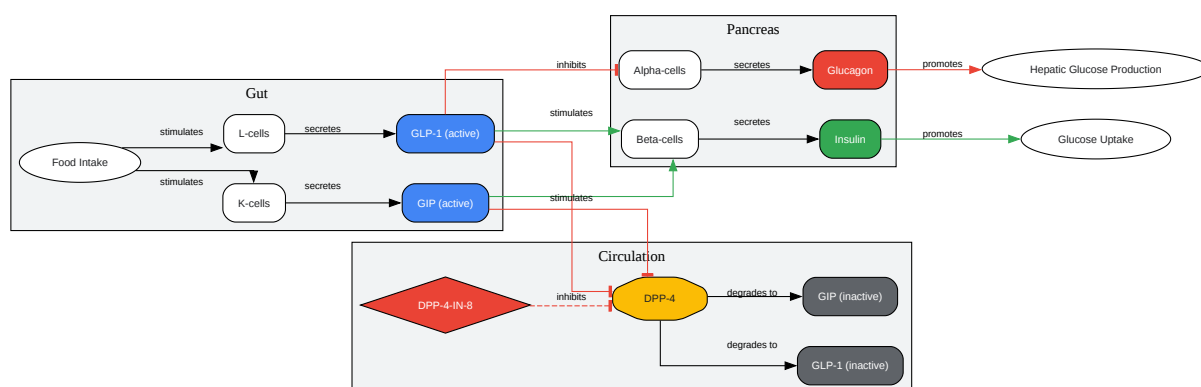 Pancreas
inhibits
Alpha-cells
secretes
Glucagon
promotes
Hepatic Glucose Production
Gut
stimulates
L-cells
secretes
GLP-1 (active)
stimulates
Beta-cells
secretes
Insulin
promotes
Glucose Uptake
Food Intake
stimulates
K-cells
secretes
GIP (active)
stimulates
Circulation
DPP-4-IN-8
inhibits
DPP-4
degrades to
GIP (inactive)
degrades to
GLP-1 (inactive)